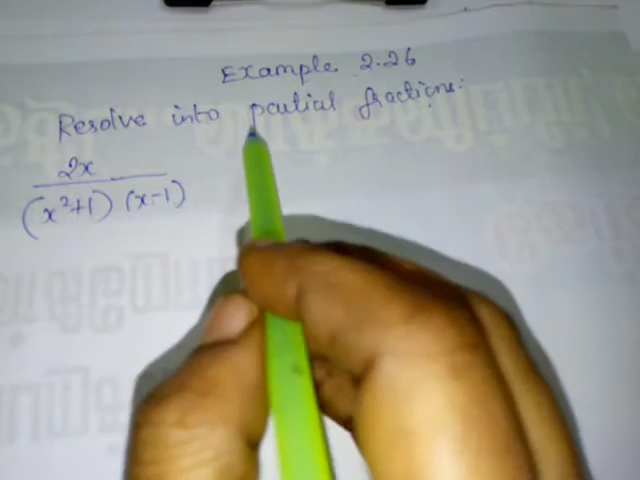 Example 2.26
Resolve into partial fractions:
2x
(x²+1) (x-1)